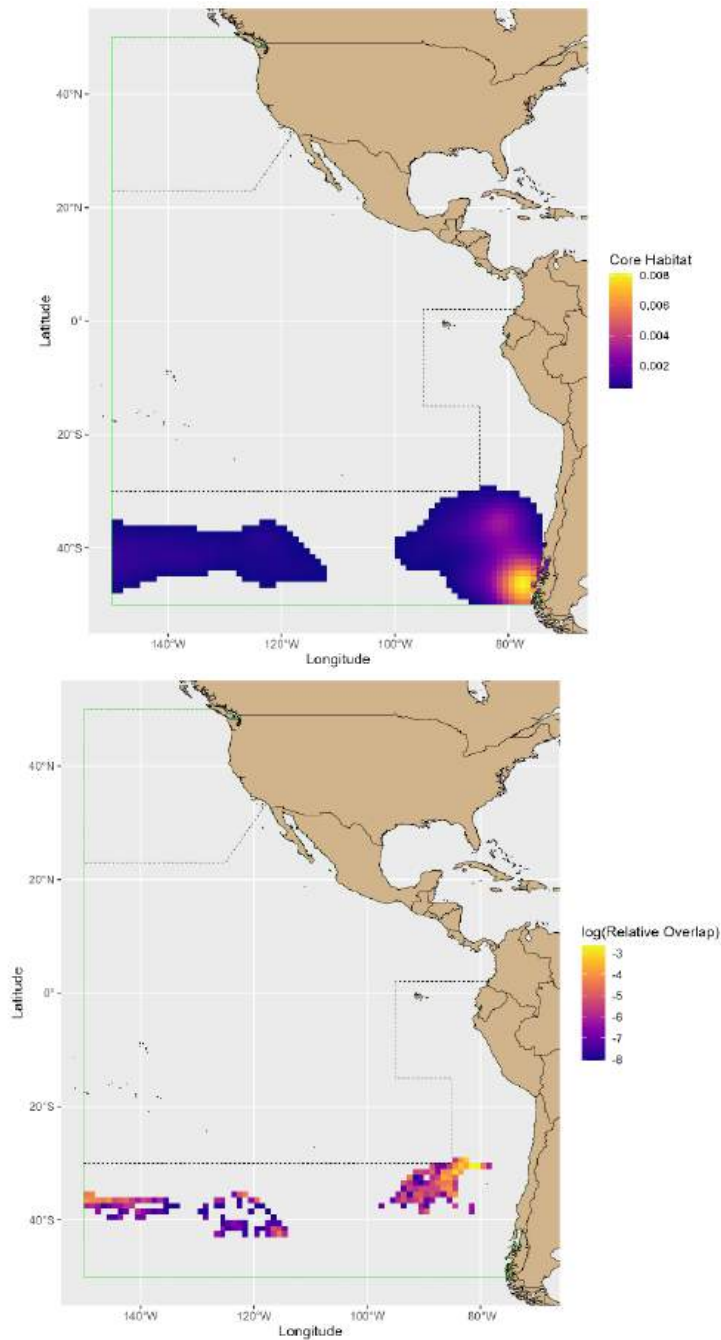 40°N
20°N
0°
20°S
40°S
Latitude
140°W 120°W 100°W 80°W
Longitude
Core Habitat
0.008
0.006
0.004
0.002
40°N
20°N
0°
20°S
40°S
Latitude
140°W 120°W 100°W 80°W
Longitude
log(Relative Overlap)
-3
-4
-5
-6
-7
-8